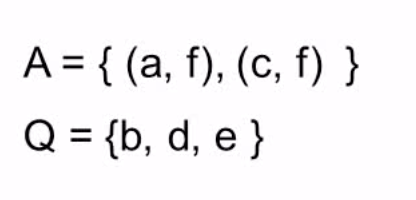 A = { (a, f), (c, f) }
Q = {b, d, e }